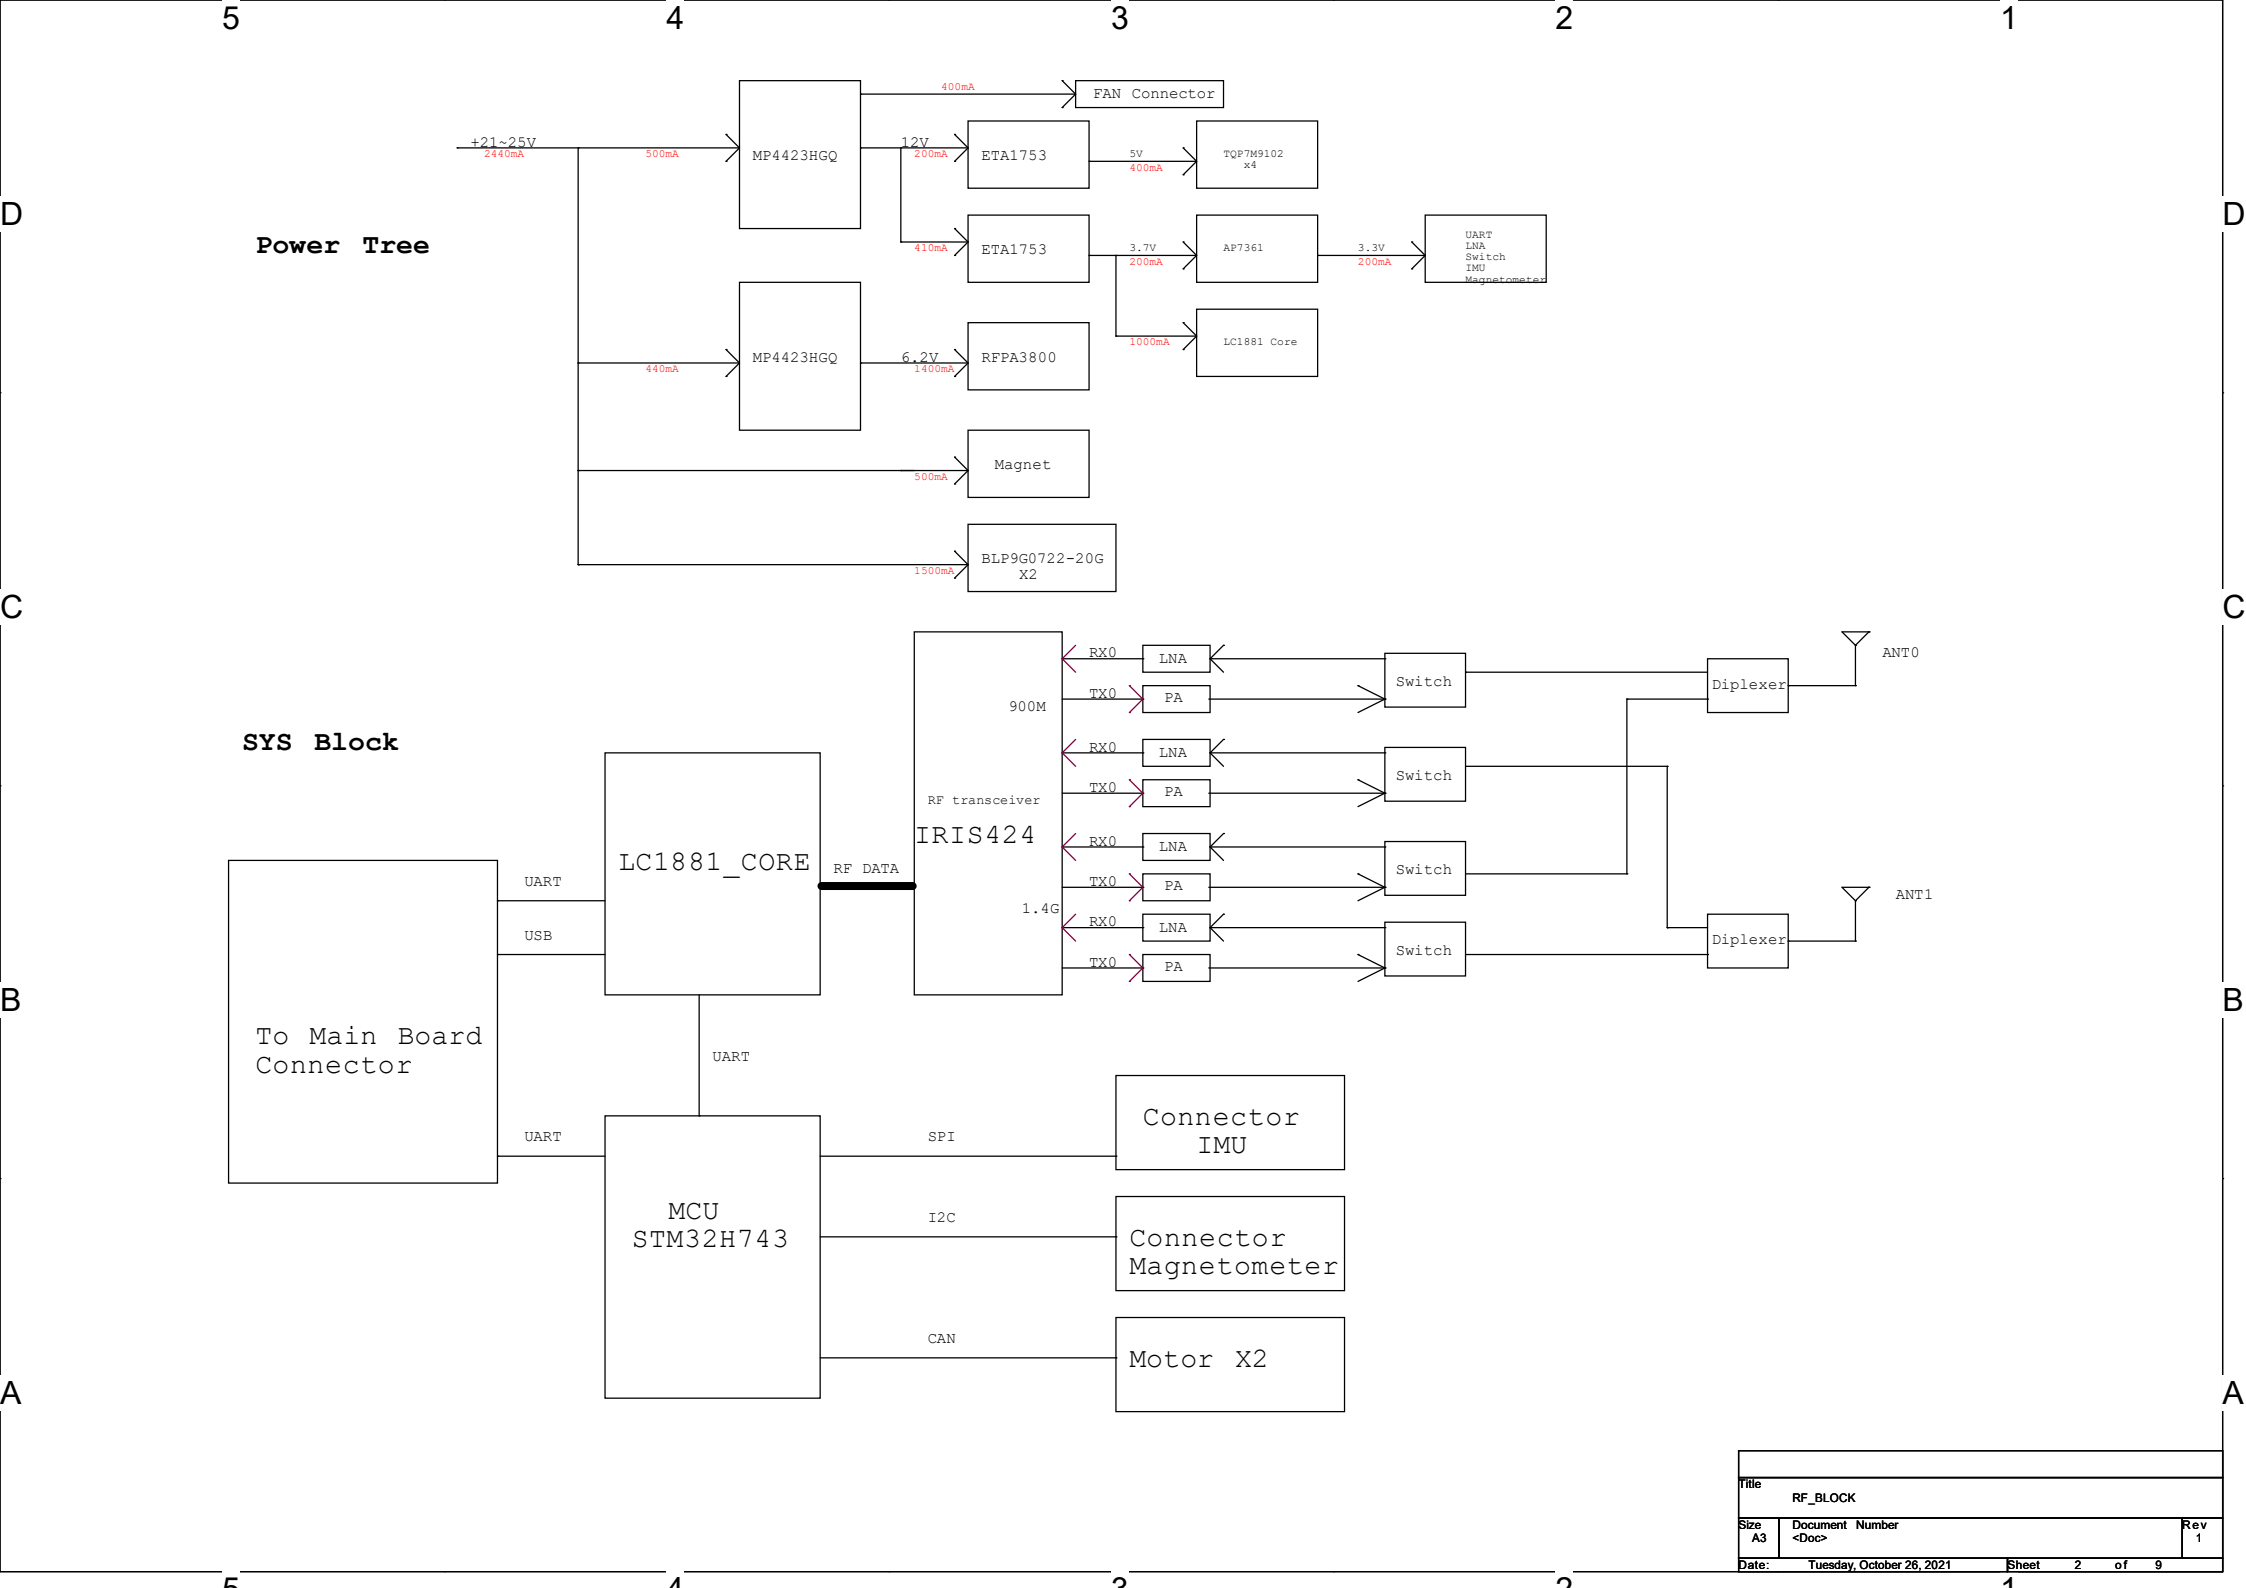 5 4 3 2 1
400mA
FAN Connector
+21~25V
2440mA
500mA
MP4423HGQ
12V
200mA
ETA1753
5V
400mA
TQP7M9102
x4
D
D
Power Tree
410mA
ETA1753
3.7V
200mA
AP7361
3.3V
200mA
UART
LNA
Switch
IMU
Magnetometer
1000mA
LC1881 Core
440mA
MP4423HGQ
6.2V
1400mA
RFPA3800
500mA
Magnet
1500mA
BLP9G0722-20G
X2
C
C
SYS Block
RX0
LNA
Switch
TX0
PA
900M
Diplexer
ANT0
RX0
LNA
Switch
TX0
PA
RF transceiver
IRIS424
RX0
LNA
Switch
TX0
PA
1.4G
RX0
LNA
Switch
TX0
PA
Diplexer
ANT1
LC1881_CORE
RF DATA
UART
USB
B
B
To Main Board
Connector
UART
UART
MCU
STM32H743
SPI
Connector
IMU
I2C
Connector
Magnetometer
CAN
Motor X2
A
A
Title
RF_BLOCK
Size
A3
Document Number
<Doc>
Rev
1
Date: Tuesday, October 26, 2021 Sheet 2 of 9
5 4 3 2 1